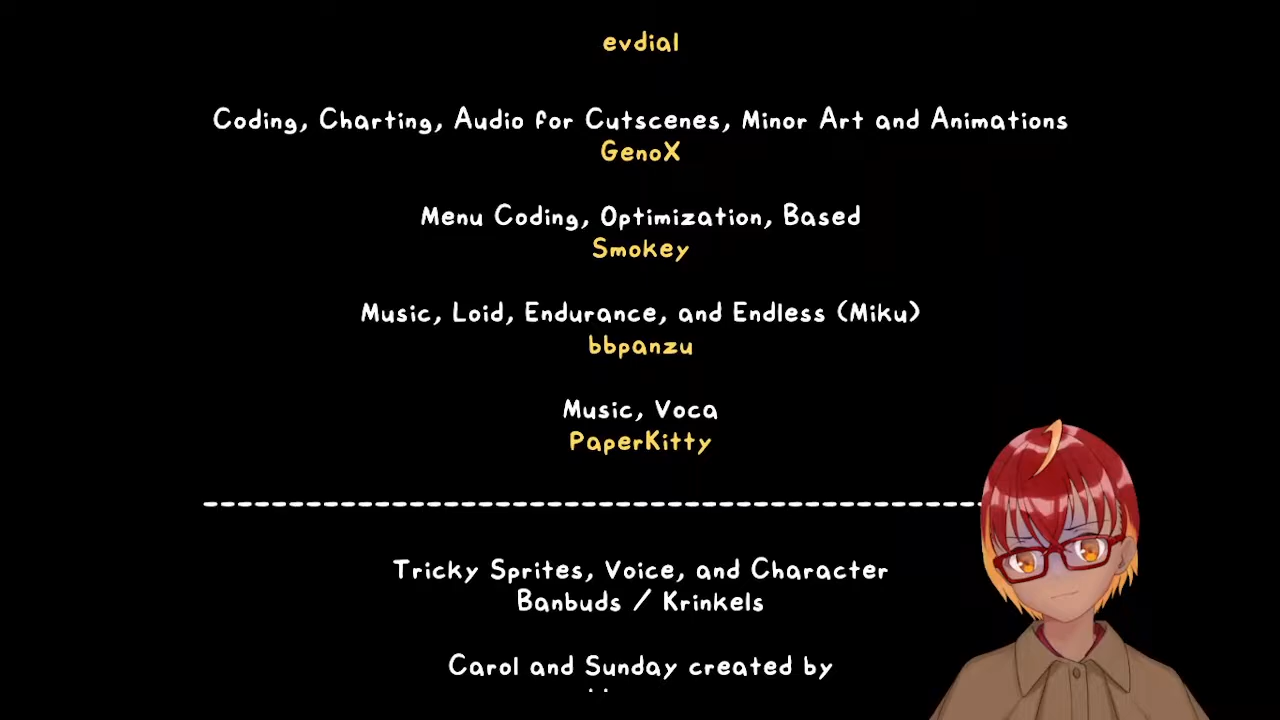 evdial
Coding, Charting, Audio for Cutscenes, Minor Art and Animations
GenoX
Menu Coding, Optimization, Based
Smokey
Music, Loid, Endurance, and Endless (Miku)
bbpanzu
Music, Voca
PaperKitty
Tricky Sprites, Voice, and Character
Banbuds / Krinkels
Carol and Sunday created by